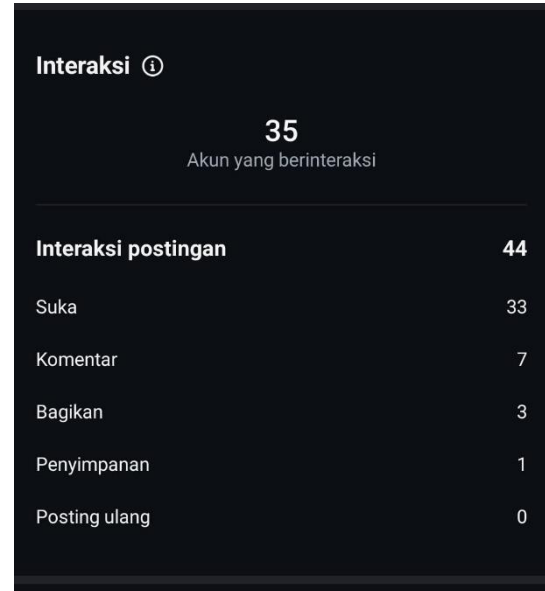 Interaksi
35
Akun yang berinteraksi
Interaksi postingan 44
Suka 33
Komentar 7
Bagikan 3
Penyimpanan 1
Posting ulang 0